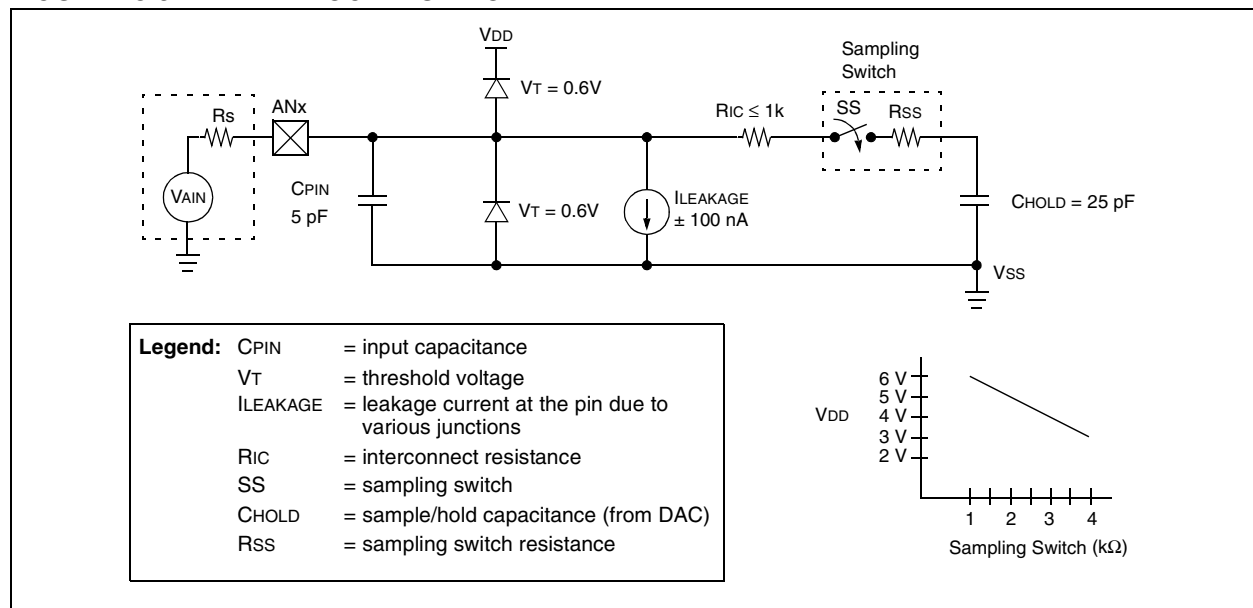 VDD
Sampling
Switch
VT = 0.6V
ANx
Rs
RIC ≤ 1k
SS
RSS
CPIN
5 pF
VAIN
VT = 0.6V
ILEAKAGE
± 100 nA
CHOLD = 25 pF
VSS
Legend: CPIN = input capacitance
VT = threshold voltage
ILEAKAGE = leakage current at the pin due to
various junctions
RIC = interconnect resistance
SS = sampling switch
CHOLD = sample/hold capacitance (from DAC)
RSS = sampling switch resistance
6 V
5 V
VDD
4 V
3 V
2 V
1 2 3 4
Sampling Switch (kΩ)